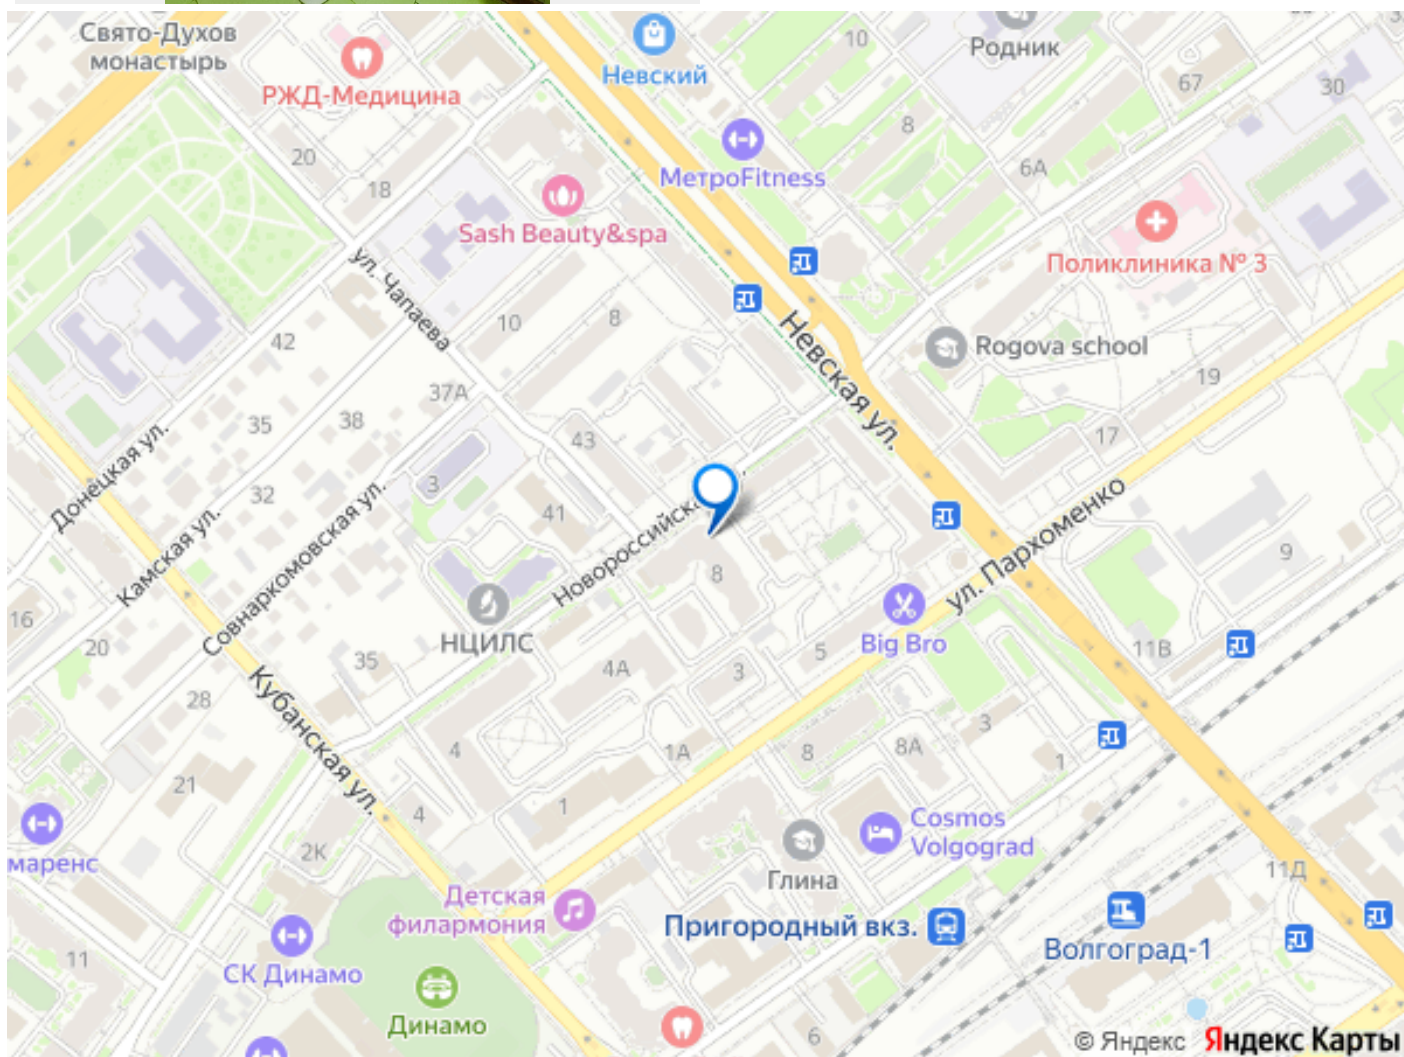 Свято-Духов
монастырь
РЖД-Медицина
Невский
10
Родник
67
30
20
18
8
6А
МетроFitness
Sash Beauty&spa
Поликлиника № 3
ул. Чапаева
42
10
8
Невская ул.
Rogova school
19
37А
35
38
43
17
Донецкая ул.
32
3
41
Камская ул.
Совнаркомовская ул.
Новороссийск
ул. Пархоменко
9
8
16
20
НЦИЛС
Big Bro
35
4А
3
5
11В
28
Кубанская ул.
4
1А
8
8А
3
1
21
1
4
2К
маренс
Cosmos
Volgograd
Глина
11Д
Детская
филармония
Пригородный вкз.
Волгоград-1
11
СК Динамо
Динамо
6
© Яндекс Яндекс Карты